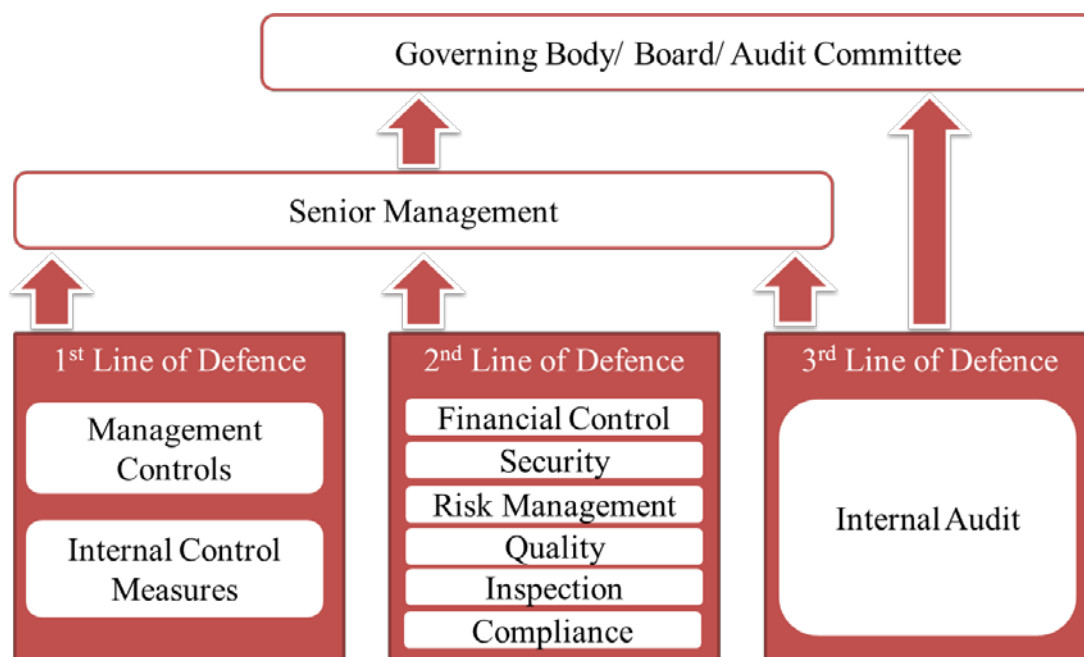 Governing Body/ Board/ Audit Committee
Senior Management
1st Line of Defence
Management
Controls
Internal Control
Measures
2nd Line of Defence
Financial Control
Security
Risk Management
Quality
Inspection
Compliance
3rd Line of Defence
Internal Audit